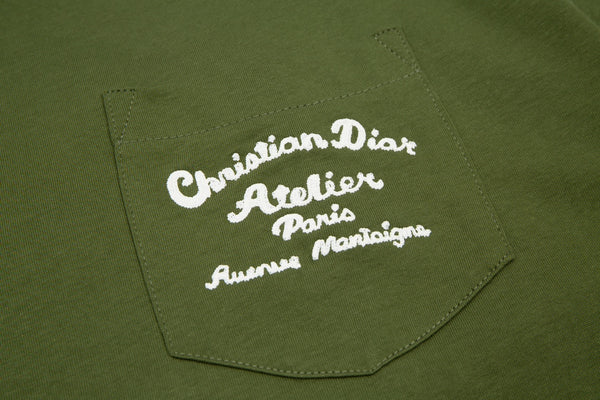 Christian Dior
Atelier
Paris
Avenue Montaigne